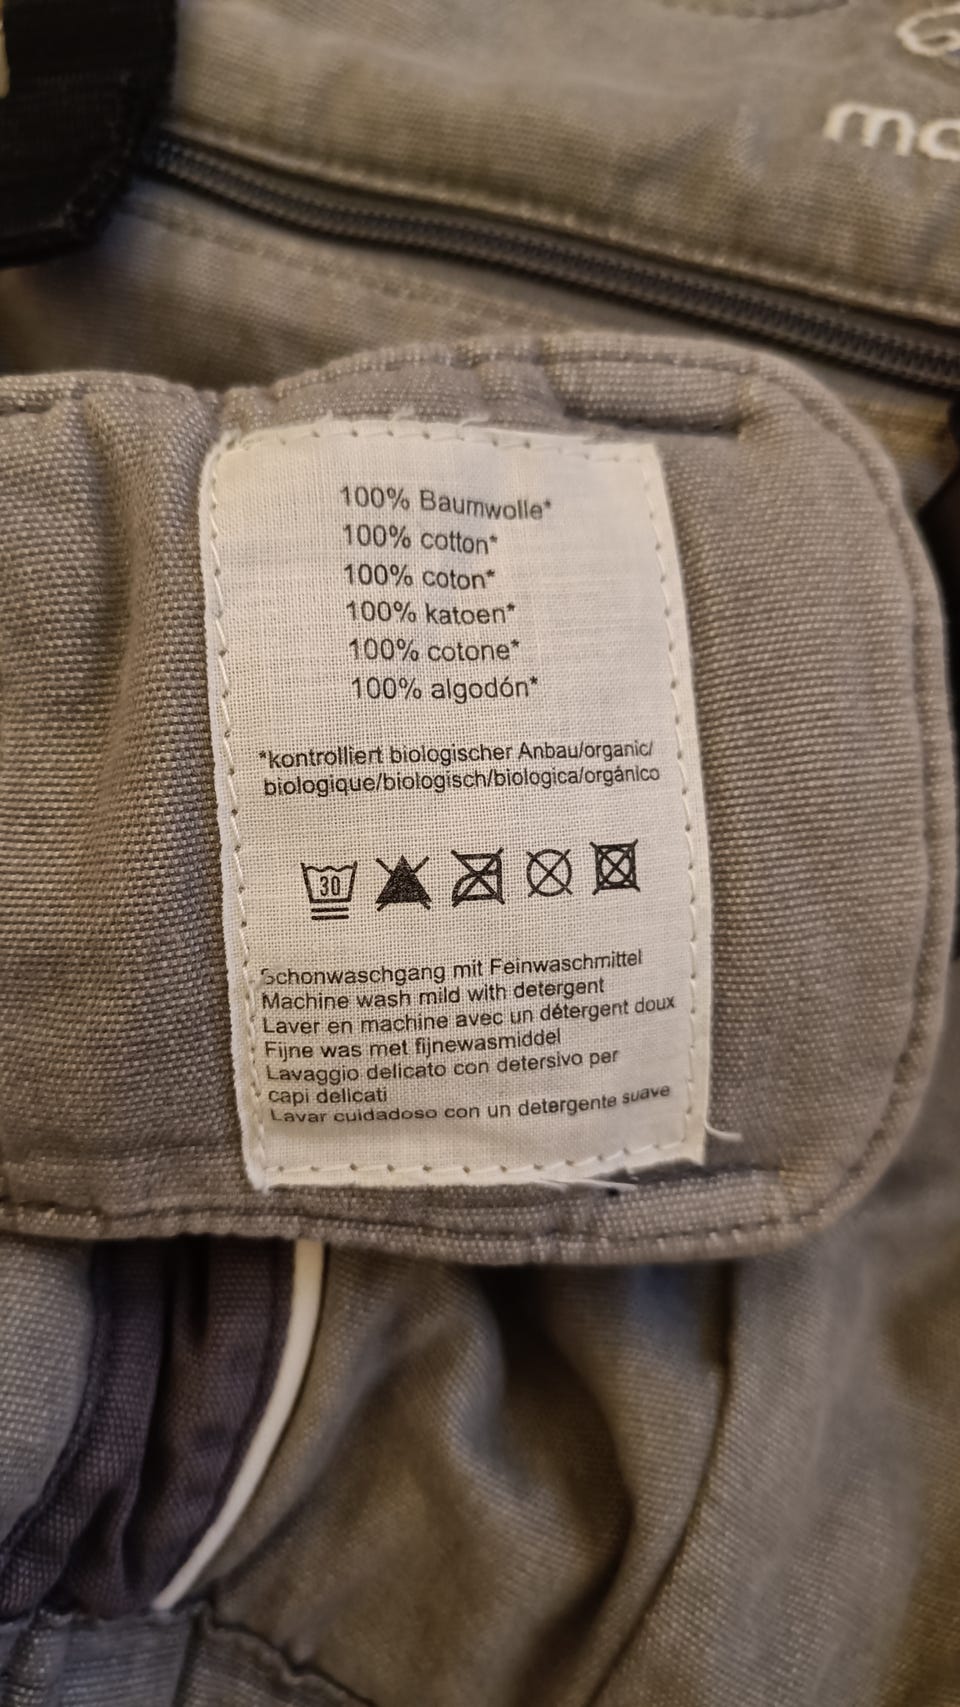 100% Baumwolle*
100% cotton*
100% coton*
100% katoen*
100% cotone*
100% algodón*
*kontrolliert biologischer Anbau/organic/
biologique/biologisch/biologica/orgánico
30
Schonwaschgang mit Feinwaschmittel
Machine wash mild with detergent
Laver en machine avec un détergent doux
Fijne was met fijnewasmiddel
Lavaggio delicato con detersivo per
capi delicati
Lavar cuidadoso con un detergente suave